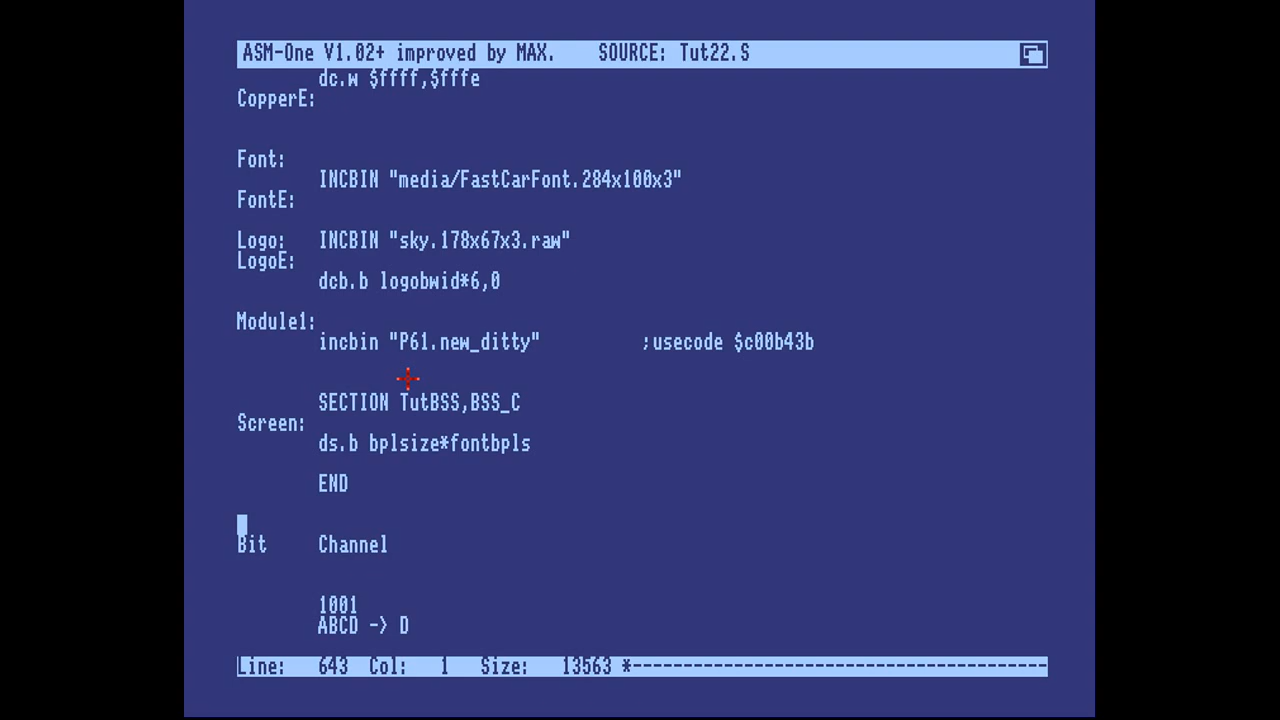 ASM-One V1.02+ improved by MAX. SOURCE: Tut22.S
dc.w $ffff,$fffe
CopperE:
Font:
INCBIN "media/FastCarFont.284x100x3"
FontE:
Logo: INCBIN "sky.178x67x3.raw"
LogoE:
dcb.b logobwid*6,0
Module1:
incbin "P61.new_ditty" ;usecode $c00b43b
SECTION TutBSS,BSS_C
Screen:
ds.b bplsize*fontbpls
END
Bit Channel
1001
ABCD -> D
Line: 643 Col: 1 Size: 13563 *-----------------------------------------